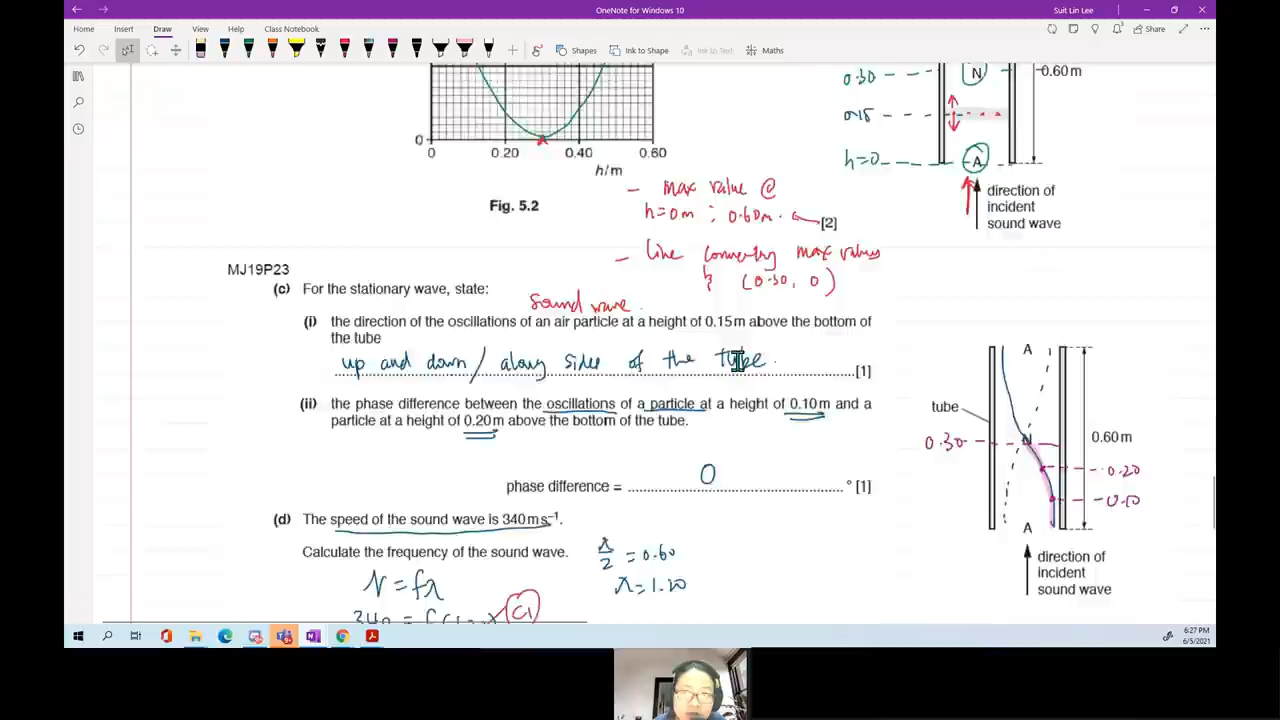 OneNote for Windows 10
Suit Lin Lee
Home Insert Draw View Help Class Notebook
Share
Shapes Ink to Shape Ink to Text Maths
0
0 0.20 0.40 0.60
h/m
Fig. 5.2
- max value @
h=0m ; 0.60m.
[2]
- line connecting max values
& (0.30, 0)
0.30 N 0.60 m
0.15
h=0 A
direction of
incident
sound wave
MJ19P23
(c) For the stationary wave, state:
sound wave.
(i) the direction of the oscillations of an air particle at a height of 0.15 m above the bottom of
the tube
up and down / along sides of the tube.
[1]
(ii) the phase difference between the oscillations of a particle at a height of 0.10 m and a
particle at a height of 0.20 m above the bottom of the tube.
0
phase difference = ° [1]
(d) The speed of the sound wave is 340 m s⁻¹.
Calculate the frequency of the sound wave.
λ/2 = 0.60
λ = 1.20
V = fλ
C1
A
tube
0.30 N 0.60 m
0.20
0.10
A
direction of
incident
sound wave
6:27 PM
6/5/2021